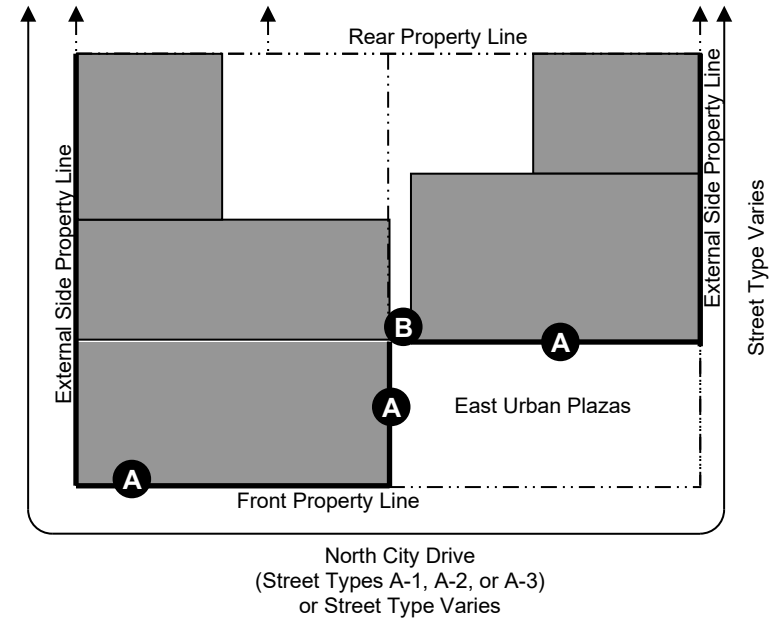 Rear Property Line
External Side Property Line
External Side Property Line
Street Type Varies
B
A
A
East Urban Plazas
A
Front Property Line
North City Drive
(Street Types A-1, A-2, or A-3)
or Street Type Varies